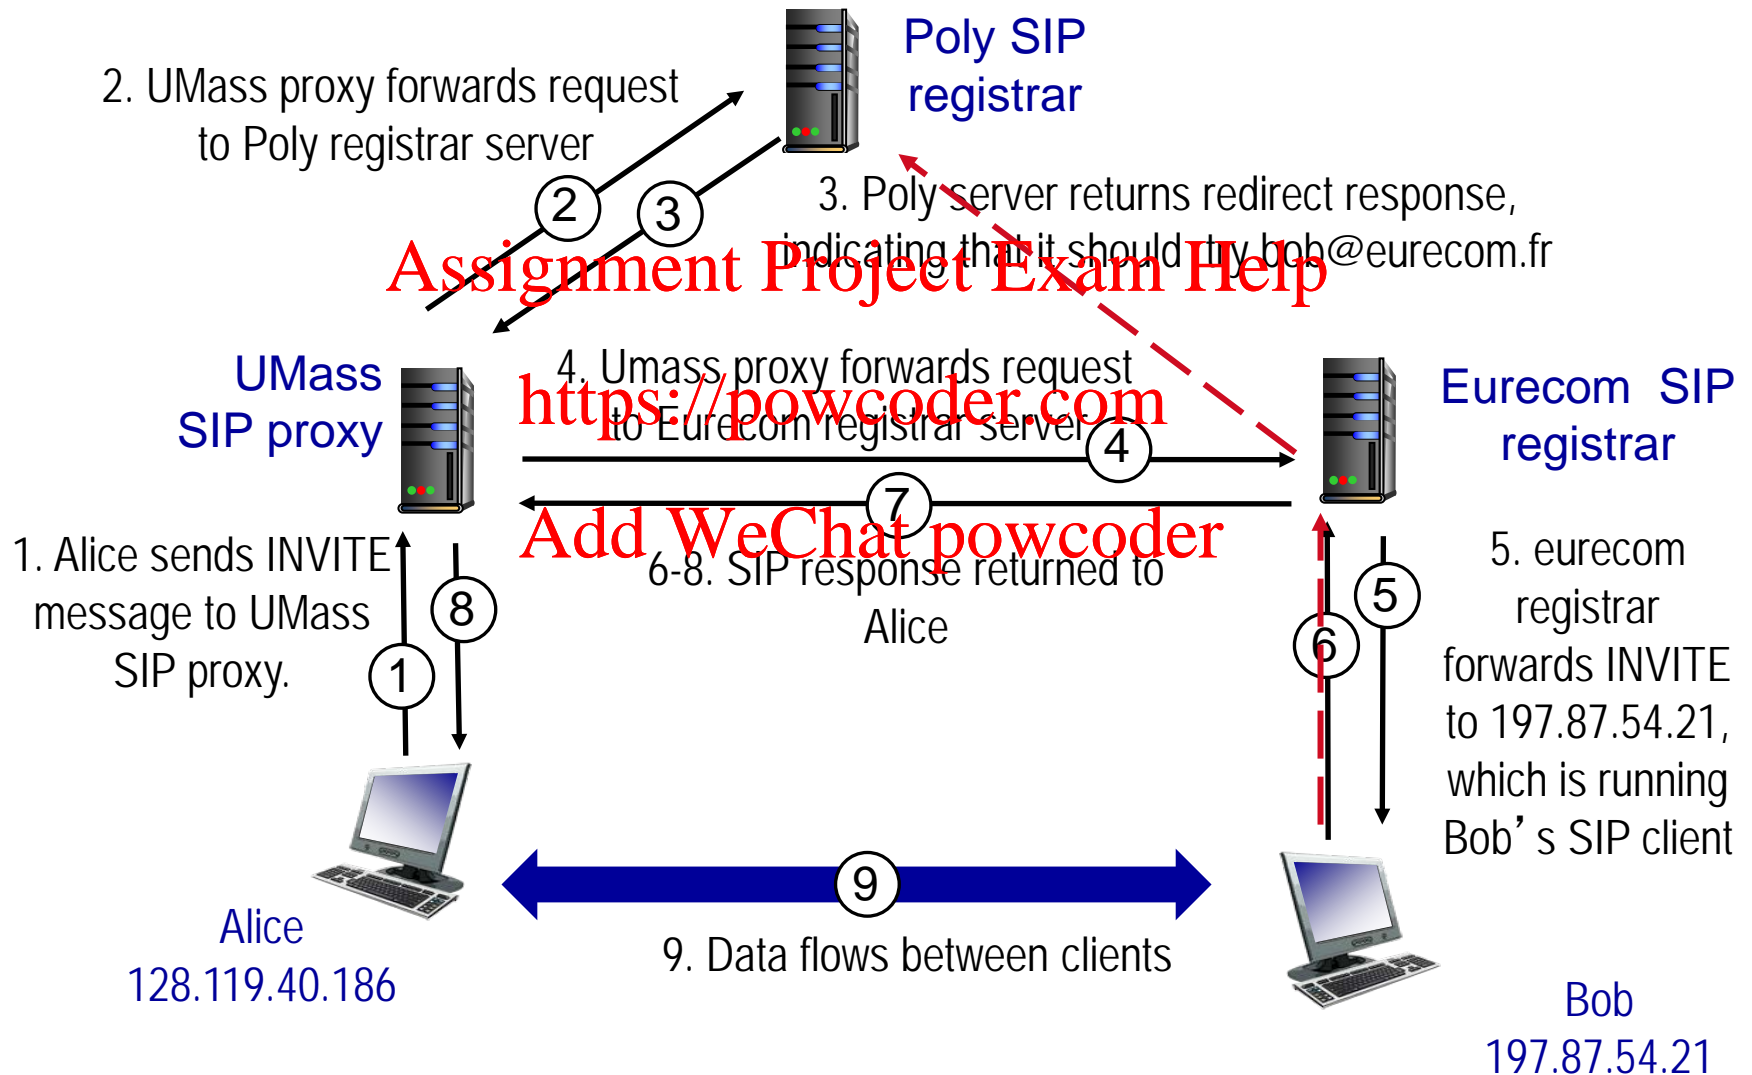 Poly SIP
registrar
2. UMass proxy forwards request
to Poly registrar server
2
3
3. Poly server returns redirect response,
indicating that it should try bob@eurecom.fr
Assignment Project Exam Help
UMass
SIP proxy
4. Umass proxy forwards request
to Eurecom registrar server
https://powcoder.com
4
Eurecom SIP
registrar
7
Add WeChat powcoder
6-8. SIP response returned to
Alice
1. Alice sends INVITE
message to UMass
SIP proxy.
1
8
6
5
5. eurecom
registrar
forwards INVITE
to 197.87.54.21,
which is running
Bob’s SIP client
9
9. Data flows between clients
Alice
128.119.40.186
Bob
197.87.54.21